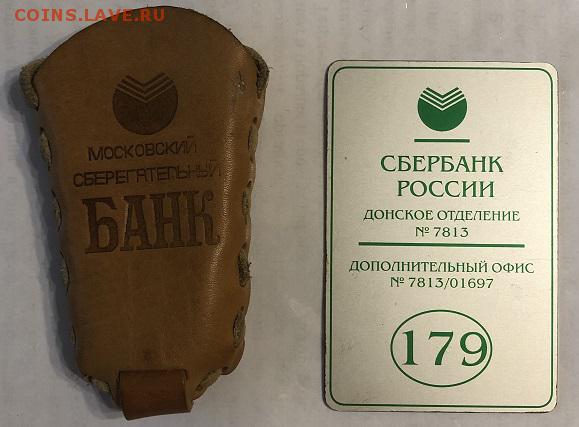 COINS.LAVE.RU
МОСКОВСКИЙ
СБЕРЕГАТЕЛЬНЫЙ
БАНК
СБЕРБАНК
РОССИИ
ДОНСКОЕ ОТДЕЛЕНИЕ
№ 7813
ДОПОЛНИТЕЛЬНЫЙ ОФИС
№ 7813/01697
179